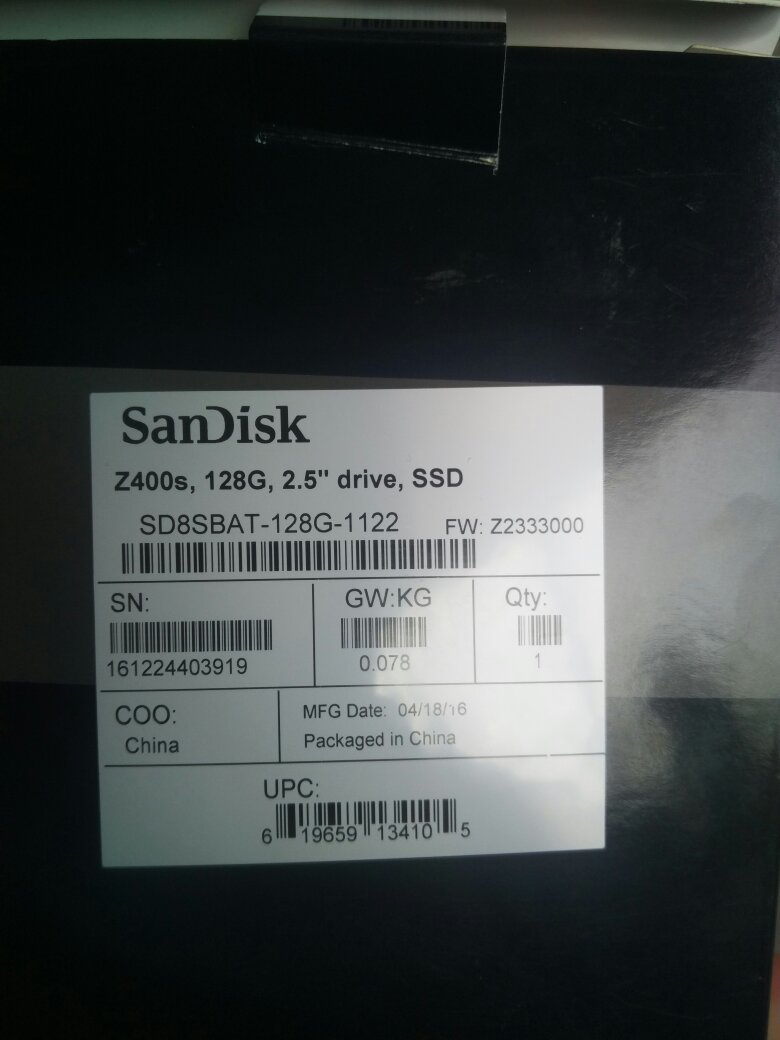 SanDisk
Z400s, 128G, 2.5" drive, SSD
SD8SBAT-128G-1122 FW: Z2333000
SN: GW:KG Qty:
161224403919 0.078 1
COO: MFG Date: 04/18/16
China Packaged in China
UPC:
6 19659 13410 5